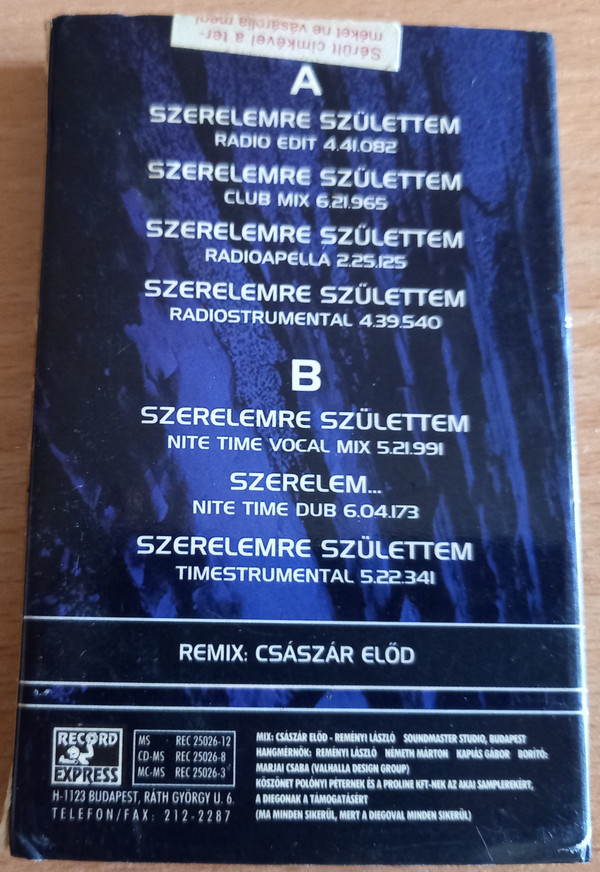 Sérült címkével a ter-
méket ne vásárolja meg!
A
SZERELEMRE SZÜLETTEM
RADIO EDIT 4.41.082
SZERELEMRE SZÜLETTEM
CLUB MIX 6.21.965
SZERELEMRE SZÜLETTEM
RADIOAPELLA 2.25.125
SZERELEMRE SZÜLETTEM
RADIOSTRUMENTAL 4.39.540
B
SZERELEMRE SZÜLETTEM
NITE TIME VOCAL MIX 5.21.991
SZERELEM...
NITE TIME DUB 6.04.173
SZERELEMRE SZÜLETTEM
TIMESTRUMENTAL 5.22.341
REMIX: CSÁSZÁR ELŐD
RECORD
EXPRESS
MS REC 25026-12
CD-MS REC 25026-8
MC-MS REC 25026-3
H-1123 BUDAPEST, RÁTH GYÖRGY U. 6.
TELEFON/FAX: 212-2287
MIX: CSÁSZÁR ELŐD - REMÉNYI LÁSZLÓ SOUNDMASTER STUDIO, BUDAPEST
HANGMÉRNÖK: REMÉNYI LÁSZLÓ NÉMETH MÁRTON KAPIÁS GÁBOR BORÍTÓ:
MARJAI CSABA (VALHALLA DESIGN GROUP)
KÖSZÖNET POLÓNYI PÉTERNEK ÉS A PROLINE KFT-NEK AZ AKAI SAMPLEREKÉRT,
A DIEGONAK A TÁMOGATÁSÉRT
(MA MINDEN SIKERÜL, MERT A DIEGOVAL MINDEN SIKERÜL)